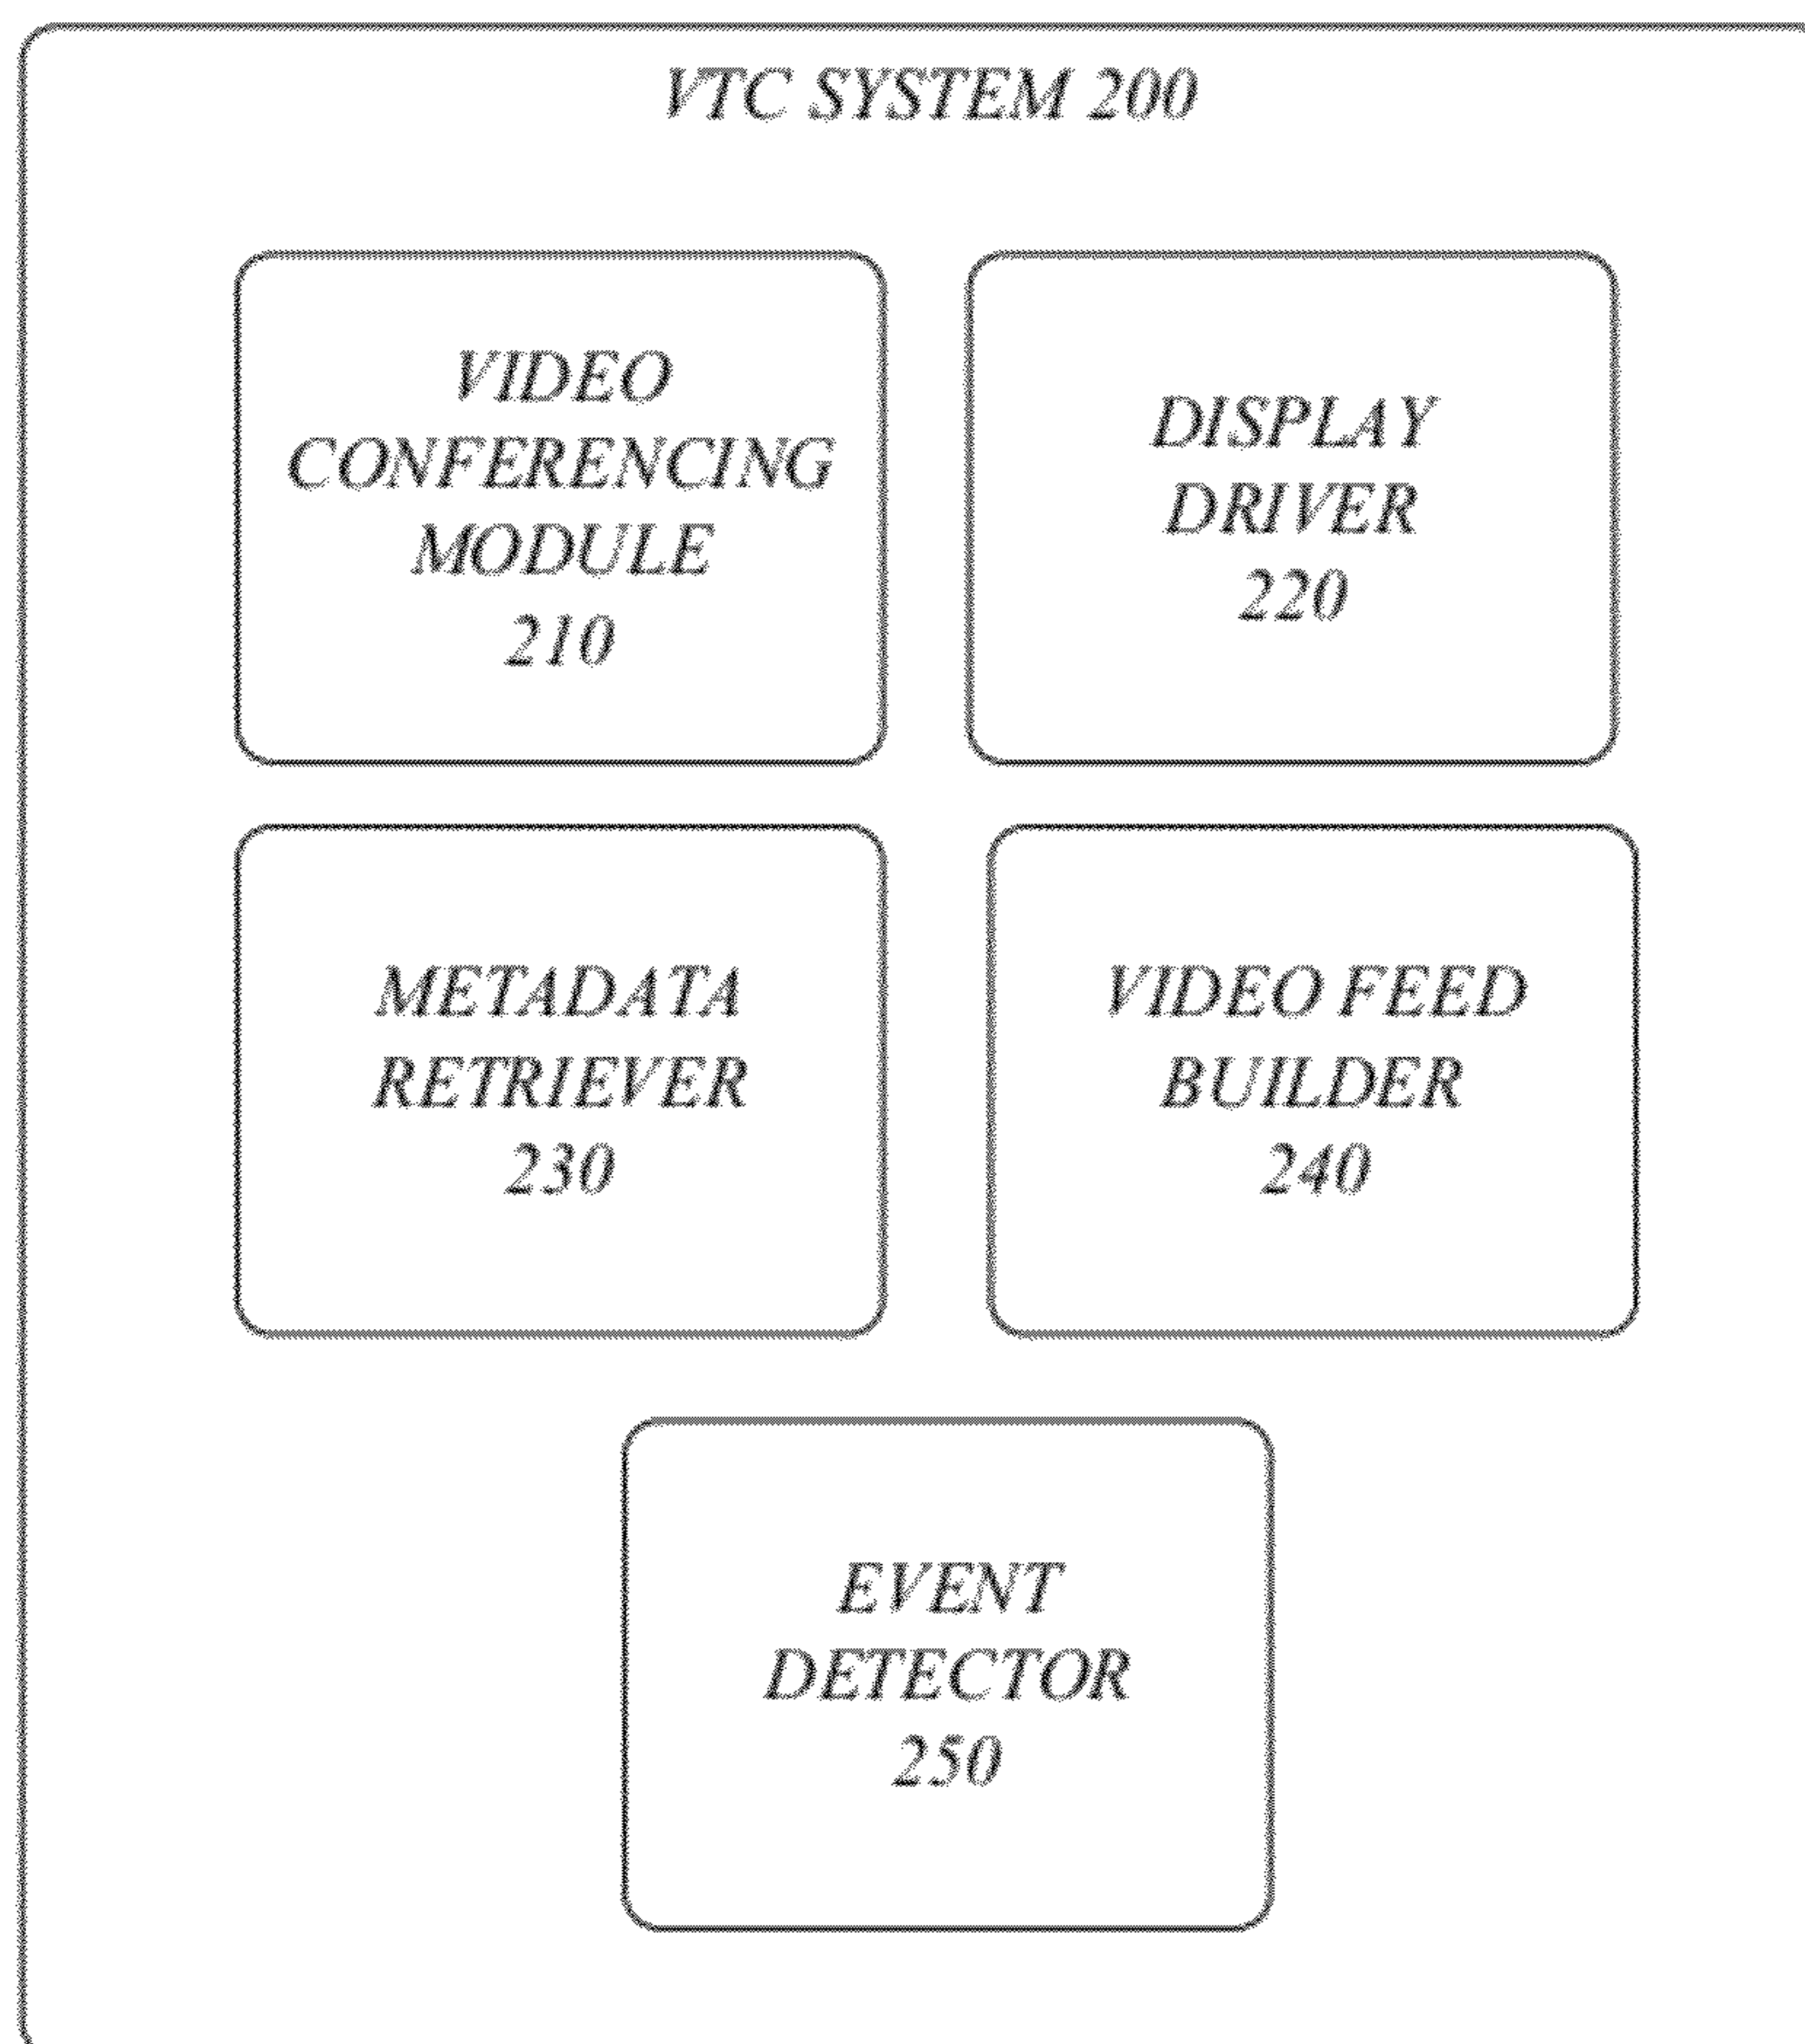 VTC SYSTEM 200
VIDEO
CONFERENCING
MODULE
210
DISPLAY
DRIVER
220
METADATA
RETRIEVER
230
VIDEO FEED
BUILDER
240
EVENT
DETECTOR
250